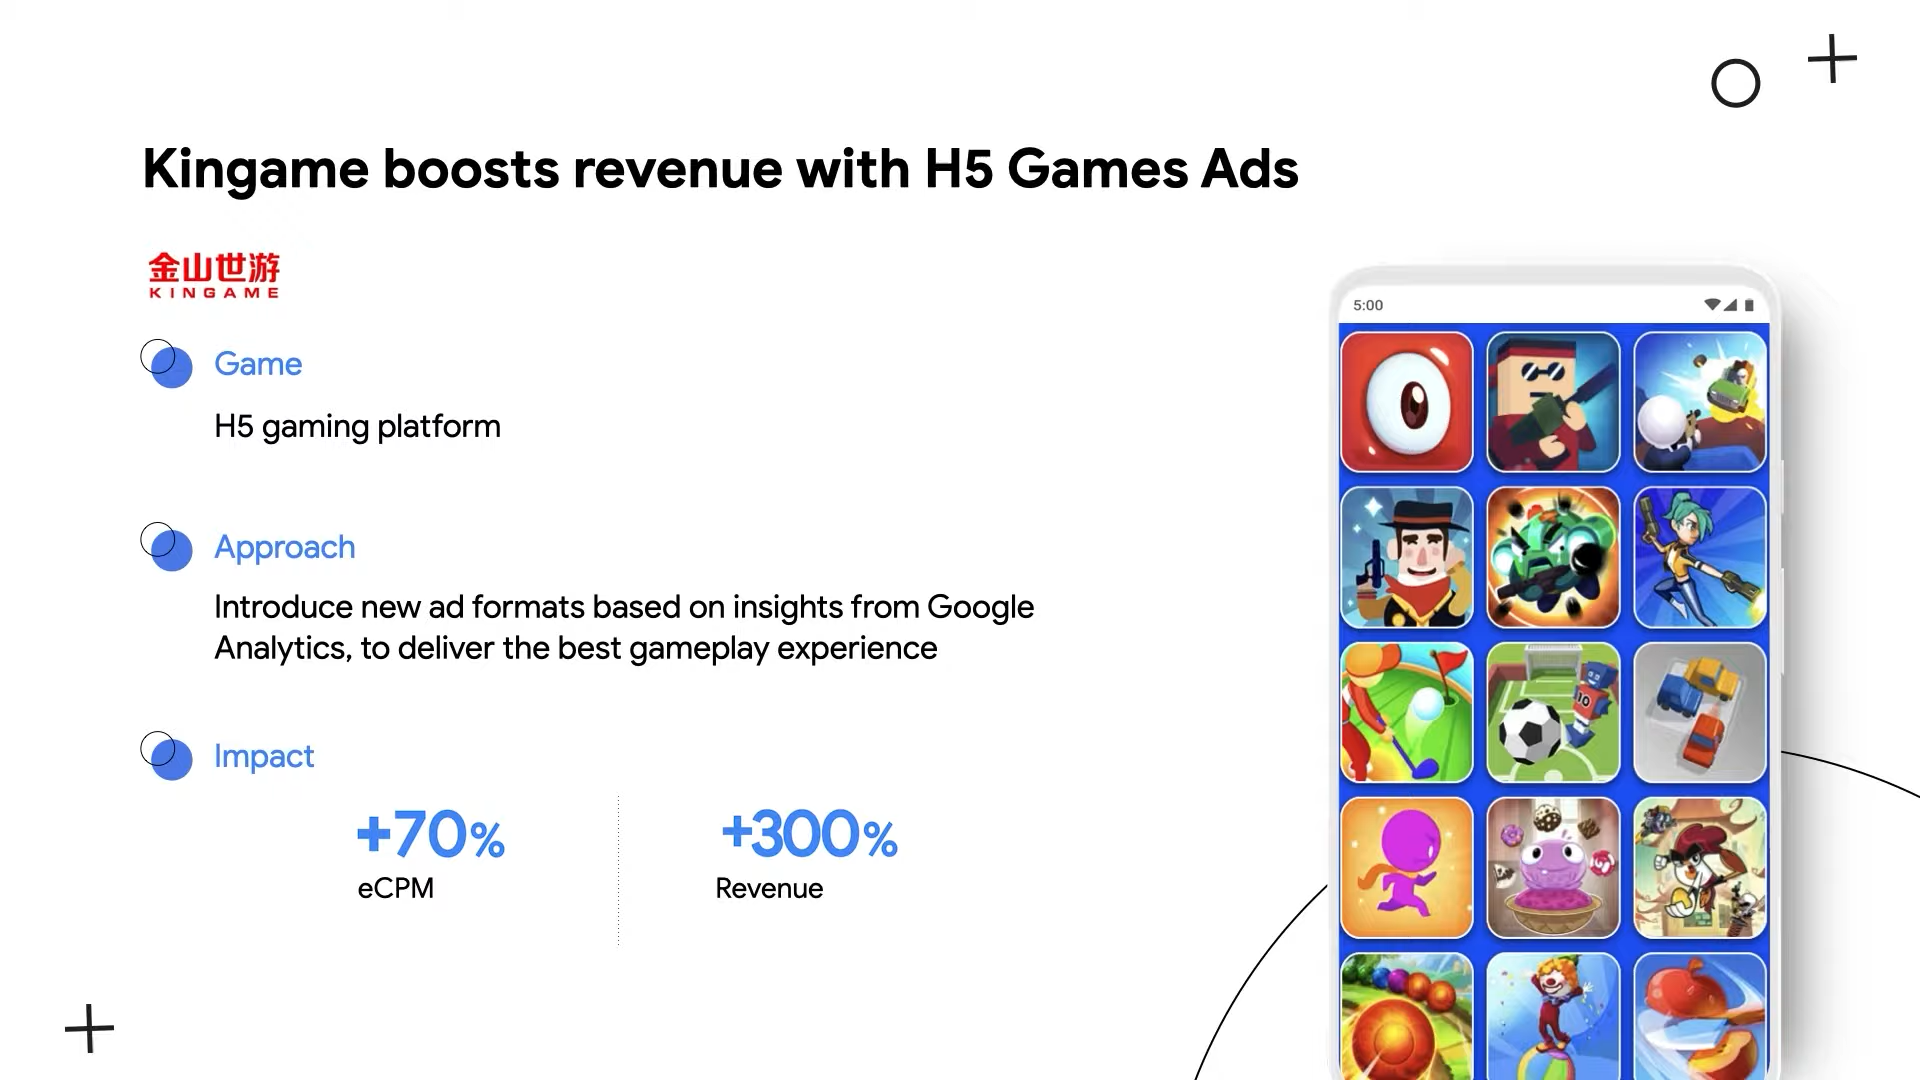 Kingame boosts revenue with H5 Games Ads
金山世游
KINGAME
Game
H5 gaming platform
Approach
Introduce new ad formats based on insights from Google
Analytics, to deliver the best gameplay experience
Impact
+70%
eCPM
+300%
Revenue
5:00
10